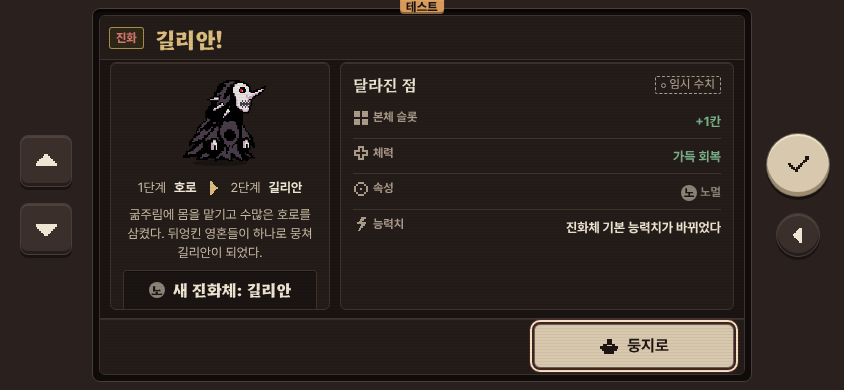 테스트
진화 길리안!
달라진 점
임시 수치
본체 슬롯 +1칸
체력 가득 회복
속성 노 노멀
능력치 진화체 기본 능력치가 바뀌었다
1단계 호로 2단계 길리안
굶주림에 몸을 맡기고 수많은 호로를
삼켰다. 뒤엉킨 영혼들이 하나로 뭉쳐
길리안이 되었다.
노 새 진화체: 길리안
둥지로